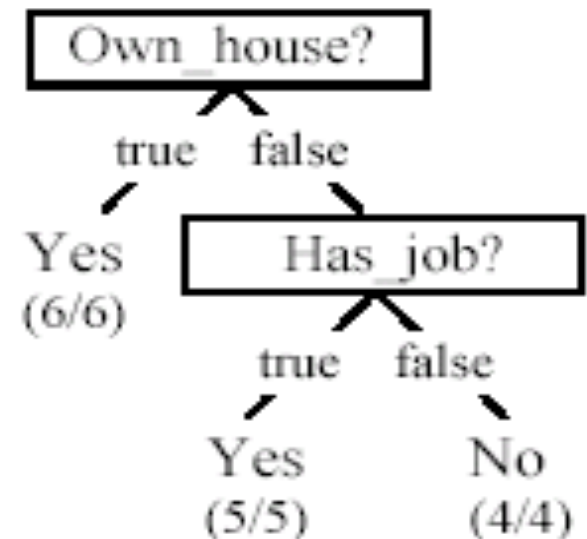 Own_house?
true false
Yes
(6/6)
Has_job?
true false
Yes No
(5/5) (4/4)